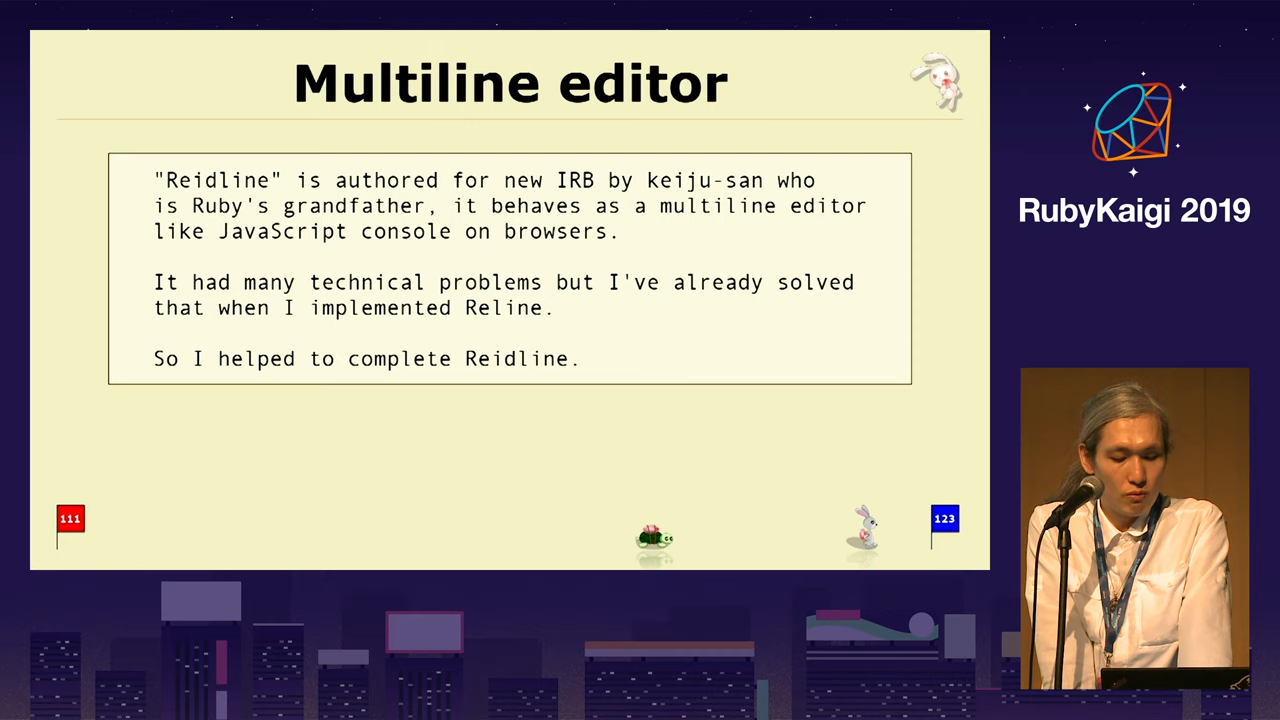 Multiline editor
"Reidline" is authored for new IRB by keiju-san who
is Ruby's grandfather, it behaves as a multiline editor
like JavaScript console on browsers.
It had many technical problems but I've already solved
that when I implemented Reline.
So I helped to complete Reidline.
111
123
RubyKaigi 2019